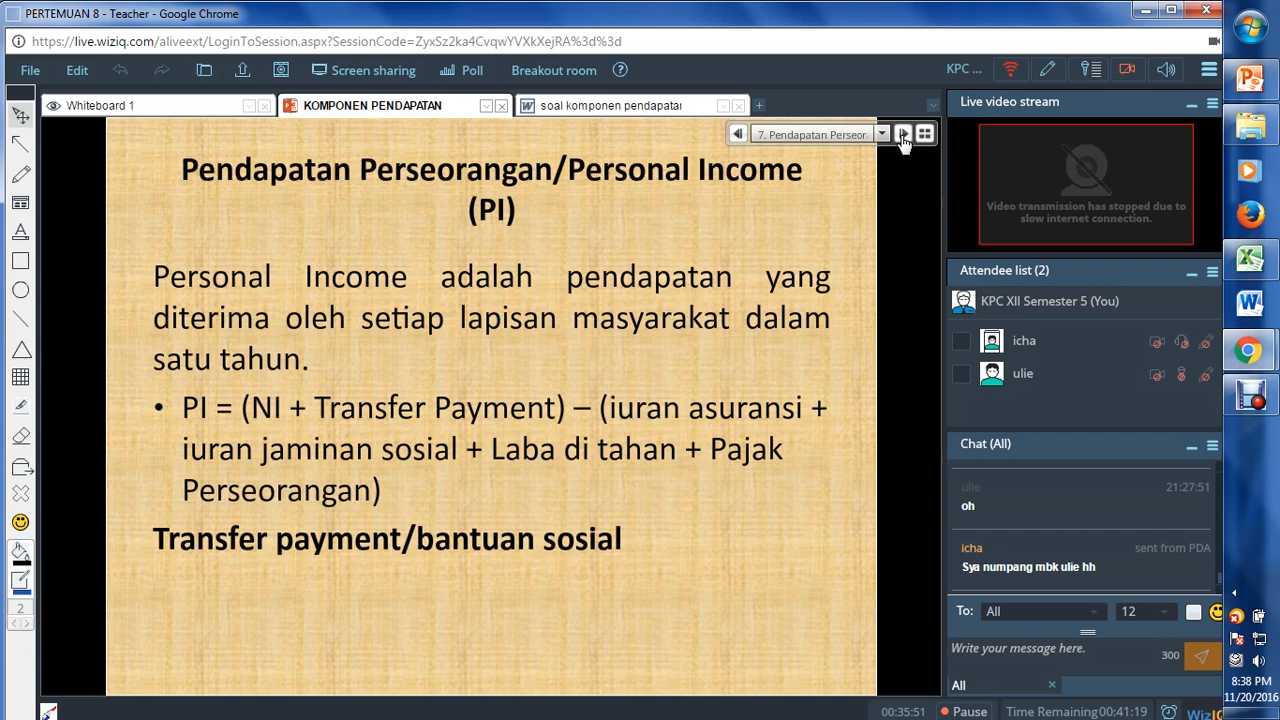 PERTEMUAN 8 - Teacher - Google Chrome
https://live.wiziq.com/aliveext/LoginToSession.aspx?SessionCode=ZyxSz2ka4CvqwYVXkXejRA%3d%3d
File Edit Screen sharing Poll Breakout room ? KPC ...
Whiteboard 1 KOMPONEN PENDAPATAN soal komponen pendapatan
7. Pendapatan Perseor
Pendapatan Perseorangan/Personal Income
(PI)
Personal Income adalah pendapatan yang
diterima oleh setiap lapisan masyarakat dalam
satu tahun.
• PI = (NI + Transfer Payment) – (iuran asuransi +
iuran jaminan sosial + Laba di tahan + Pajak
Perseorangan)
Transfer payment/bantuan sosial
Live video stream
Video transmission has stopped due to
slow internet connection.
Attendee list (2)
KPC XII Semester 5 (You)
icha
ulie
Chat (All)
ulie 21:27:51
oh
icha sent from PDA
Sya numpang mbk ulie hh
To: All 12
Write your message here. 300
All
2
00:35:51 Pause Time Remaining 00:41:19 WizIQ
8:38 PM
11/20/2016